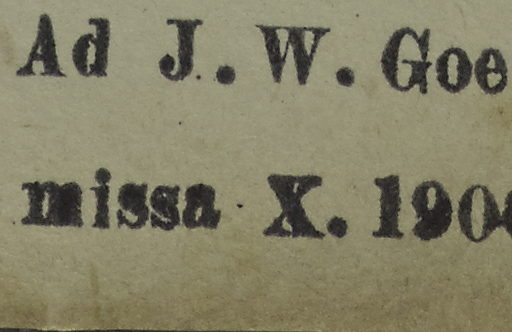 Ad J. W. Goe
missa X. 190